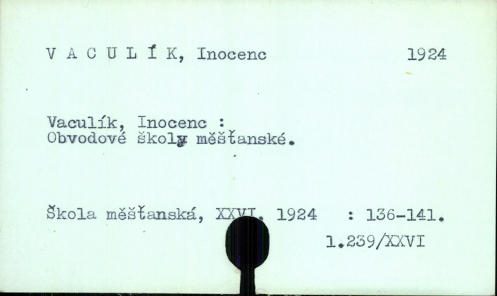 V A C U L Í K, Inocenc 1924
Vaculík, Inocenc :
Obvodové školy měšťanské.
Škola měšťanská, XXVI. 1924 : 136-141.
1.239/XXVI